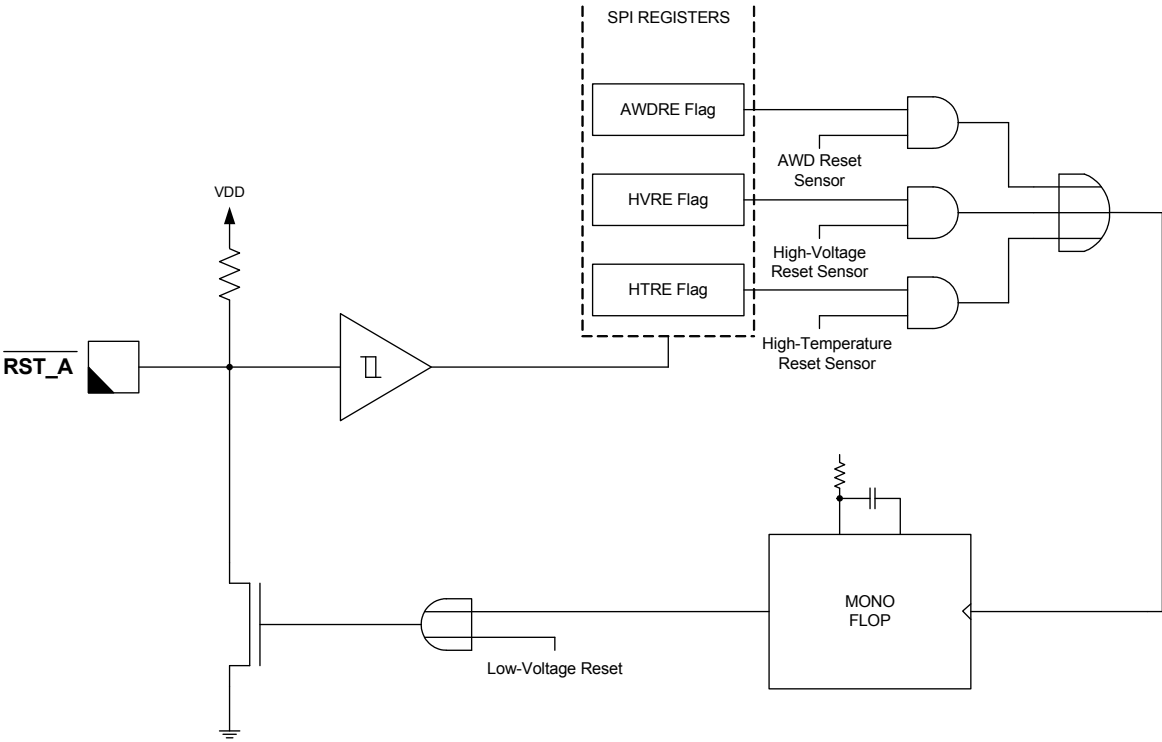 SPI REGISTERS
AWDRE Flag
AWD Reset
Sensor
HVRE Flag
High-Voltage
Reset Sensor
HTRE Flag
High-Temperature
Reset Sensor
VDD
RST_A
MONO
FLOP
Low-Voltage Reset